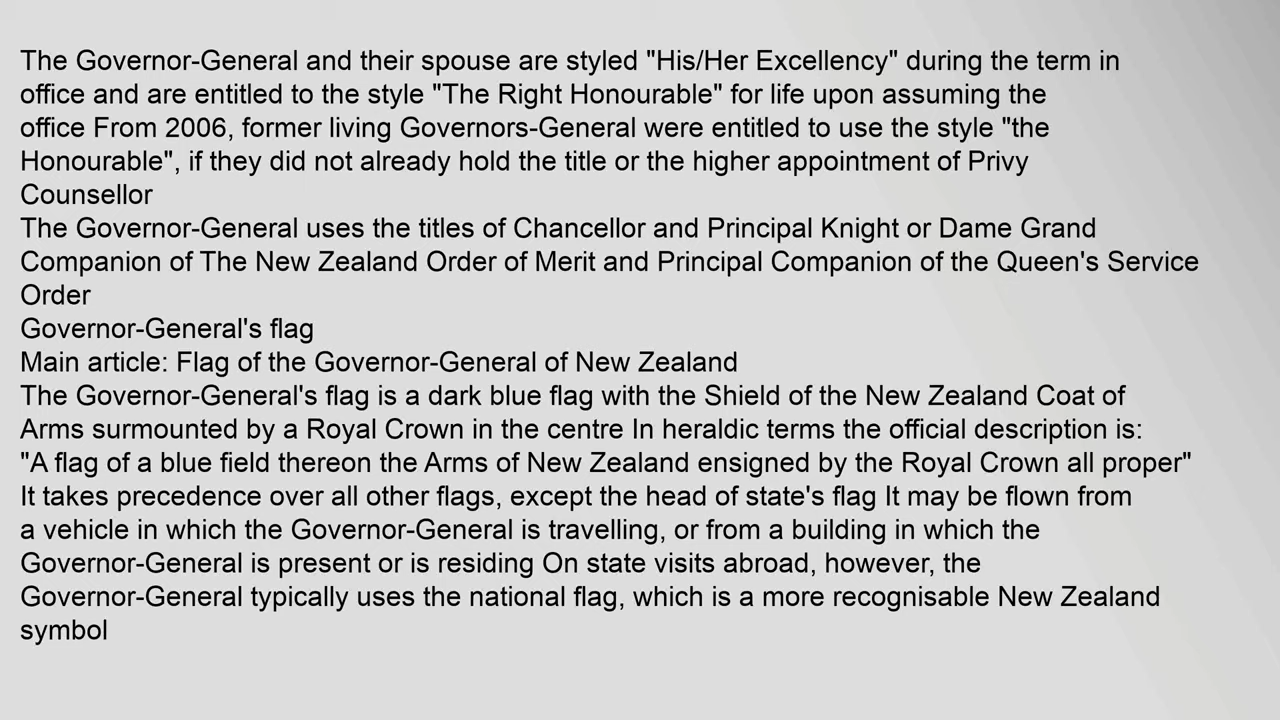 The Governor-General and their spouse are styled "His/Her Excellency" during the term in
office and are entitled to the style "The Right Honourable" for life upon assuming the
office From 2006, former living Governors-General were entitled to use the style "the
Honourable", if they did not already hold the title or the higher appointment of Privy
Counsellor
The Governor-General uses the titles of Chancellor and Principal Knight or Dame Grand
Companion of The New Zealand Order of Merit and Principal Companion of the Queen's Service
Order
Governor-General's flag
Main article: Flag of the Governor-General of New Zealand
The Governor-General's flag is a dark blue flag with the Shield of the New Zealand Coat of
Arms surmounted by a Royal Crown in the centre In heraldic terms the official description is:
"A flag of a blue field thereon the Arms of New Zealand ensigned by the Royal Crown all proper"
It takes precedence over all other flags, except the head of state's flag It may be flown from
a vehicle in which the Governor-General is travelling, or from a building in which the
Governor-General is present or is residing On state visits abroad, however, the
Governor-General typically uses the national flag, which is a more recognisable New Zealand
symbol